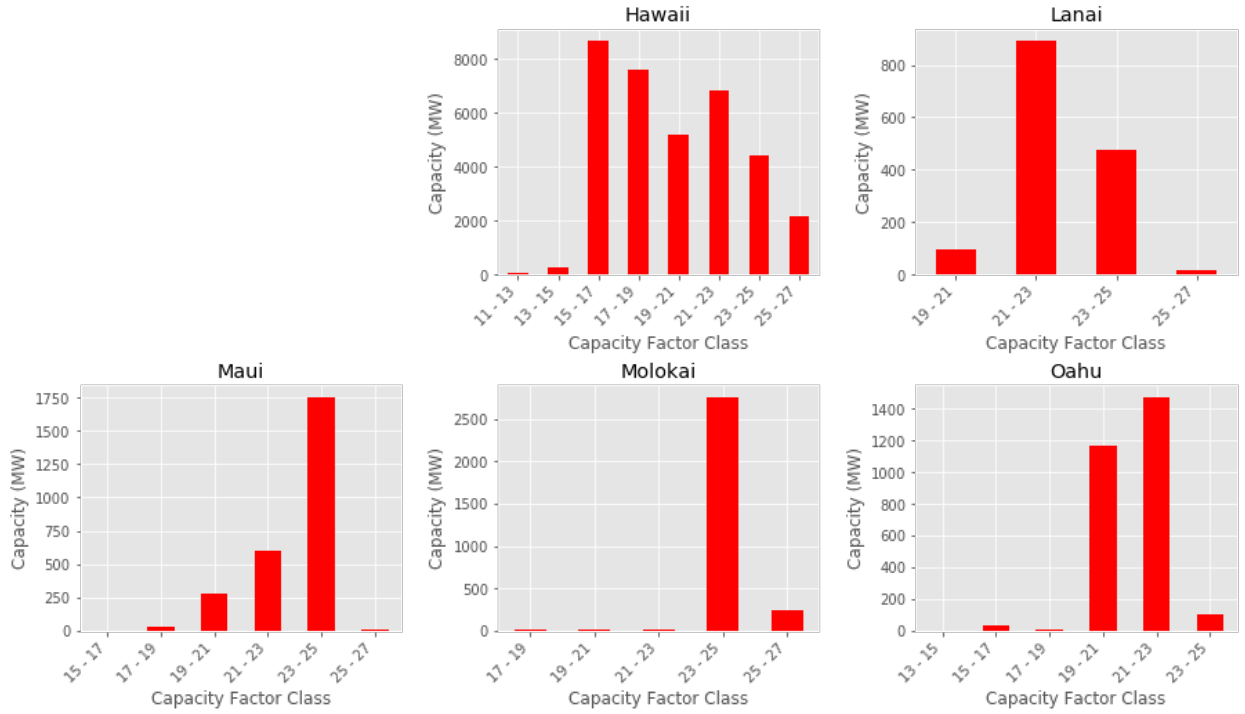 Hawaii
Capacity (MW)
8000
6000
4000
2000
0
11 - 13
13 - 15
15 - 17
17 - 19
19 - 21
21 - 23
23 - 25
25 - 27
Capacity Factor Class
Lanai
Capacity (MW)
800
600
400
200
0
19 - 21
21 - 23
23 - 25
25 - 27
Capacity Factor Class
Maui
Capacity (MW)
1750
1500
1250
1000
750
500
250
0
15 - 17
17 - 19
19 - 21
21 - 23
23 - 25
25 - 27
Capacity Factor Class
Molokai
Capacity (MW)
2500
2000
1500
1000
500
0
17 - 19
19 - 21
21 - 23
23 - 25
25 - 27
Capacity Factor Class
Oahu
Capacity (MW)
1400
1200
1000
800
600
400
200
0
13 - 15
15 - 17
17 - 19
19 - 21
21 - 23
23 - 25
Capacity Factor Class